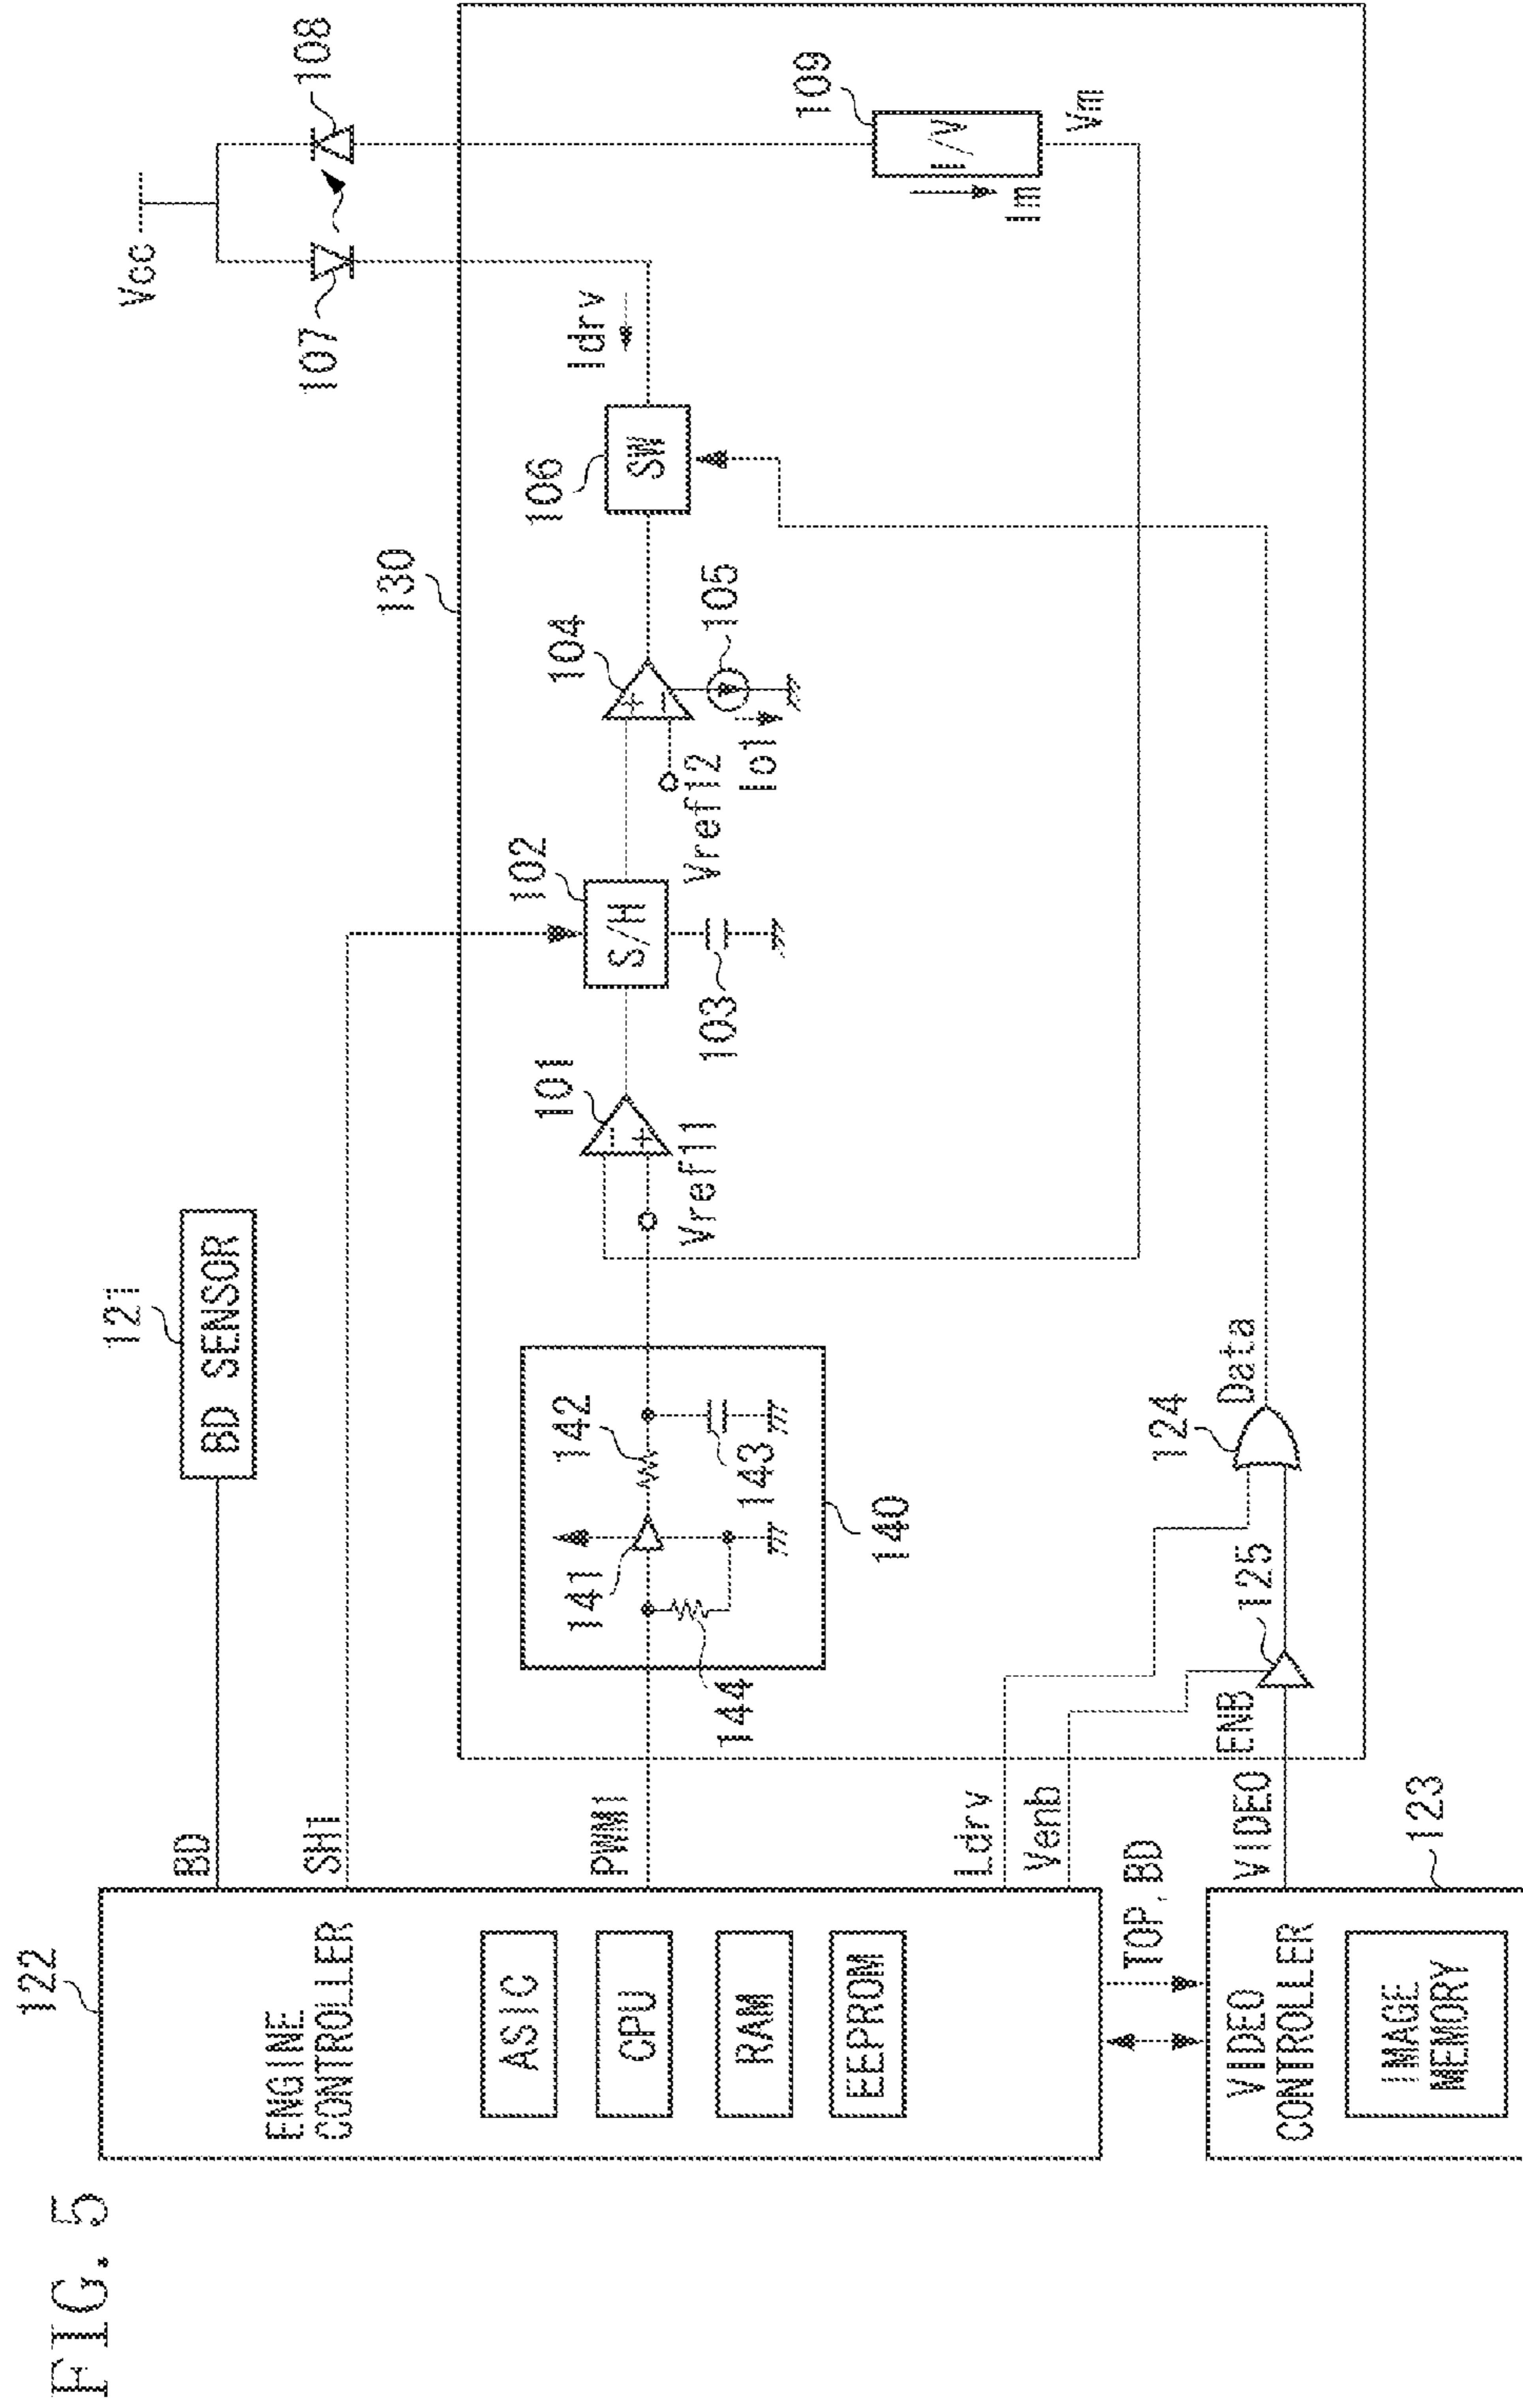 FIG. 5
122
ENGINE
CONTROLLER
ASIC
CPU
RAM
EEPROM
BD
SH1
PWM1
Ldrv
Venb
TOP, BD
VIDEO
CONTROLLER
IMAGE
MEMORY
123
VIDEO
ENB
125
124
Data
121
BD SENSOR
144
141
142
143
140
Vref11
101
103
102
S/H
Vref12
Io1
104
105
130
106
SW
Idrv
107
Vcc
108
109
I/V
Im
Vm